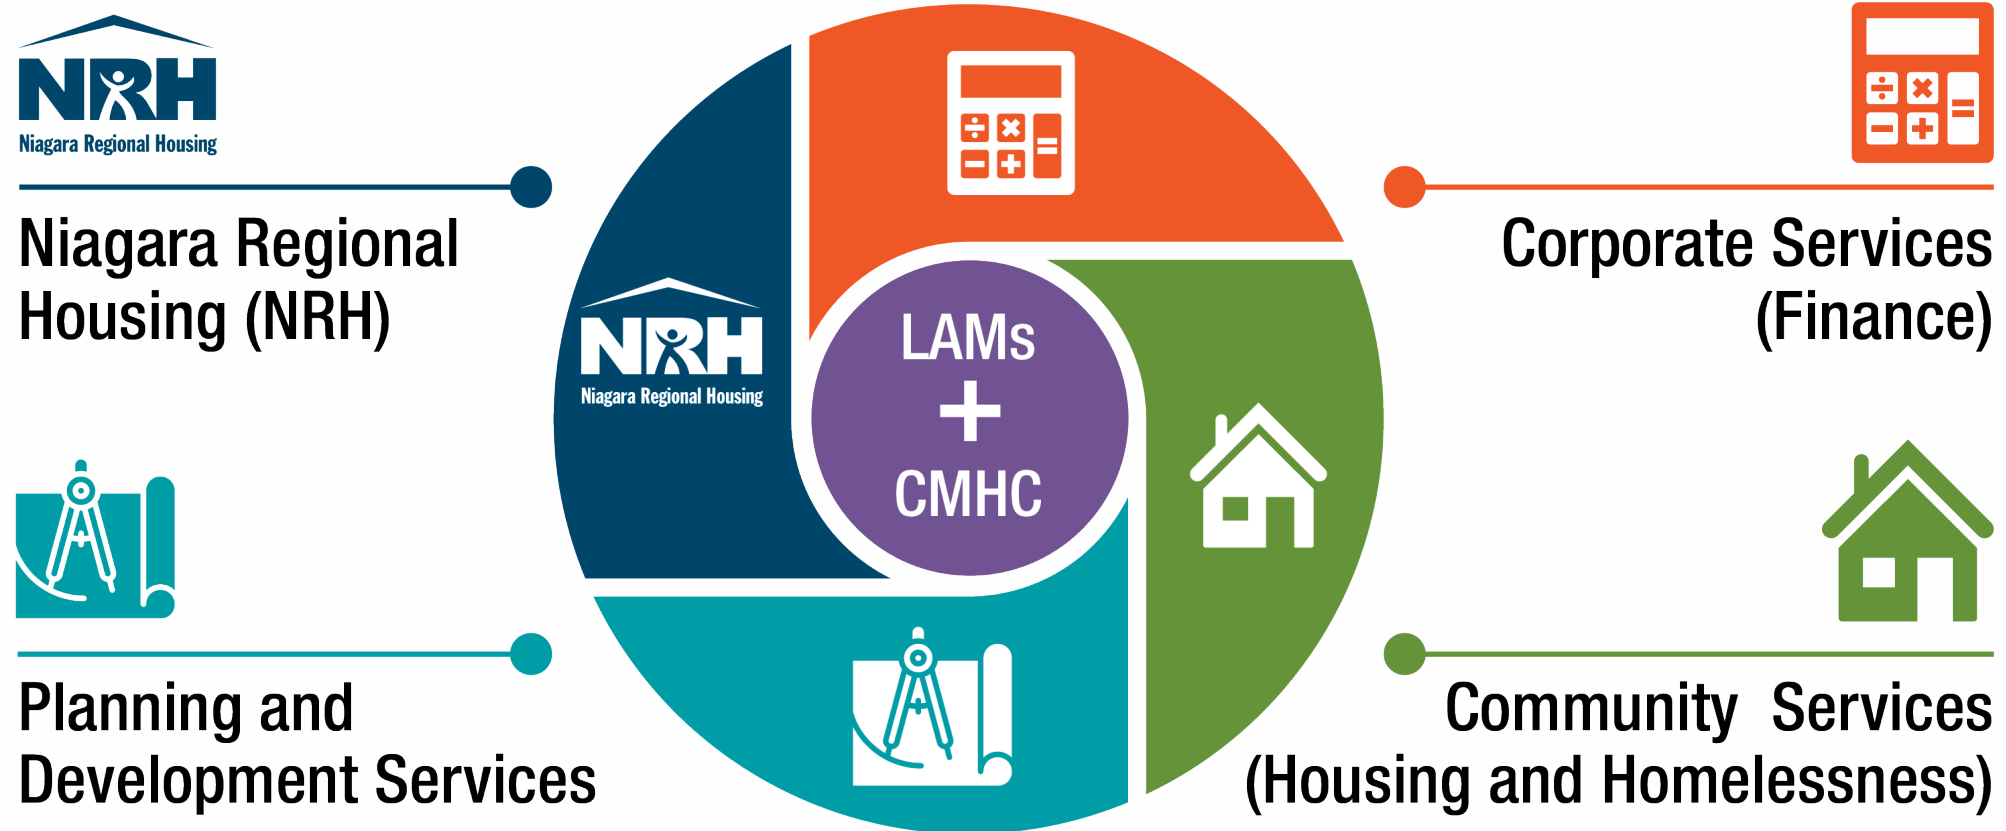 NRH
Niagara Regional Housing
Niagara Regional
Housing (NRH)
Planning and
Development Services
NRH
Niagara Regional Housing
LAMs
+
CMHC
Corporate Services
(Finance)
Community Services
(Housing and Homelessness)